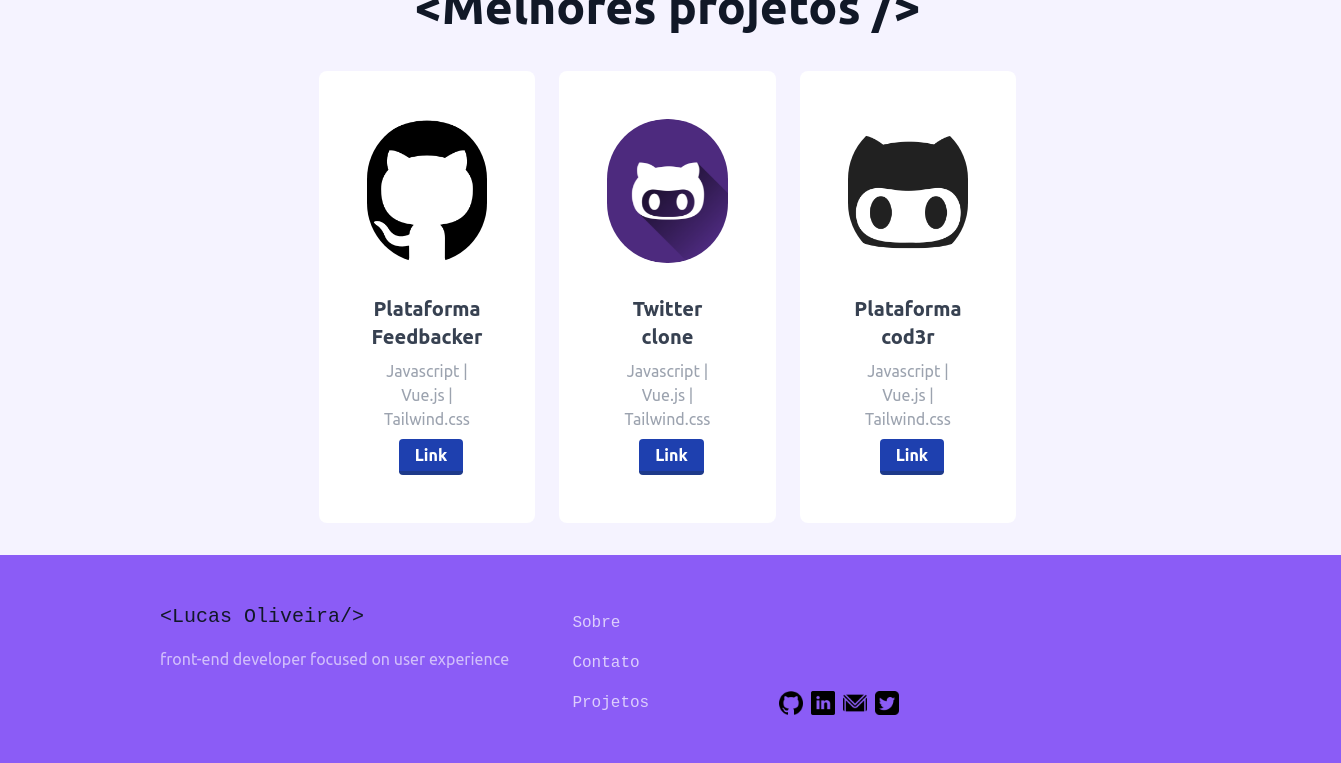 <Melhores projetos />
Plataforma
Feedbacker
Javascript |
Vue.js |
Tailwind.css
Link
Twitter
clone
Javascript |
Vue.js |
Tailwind.css
Link
Plataforma
cod3r
Javascript |
Vue.js |
Tailwind.css
Link
<Lucas Oliveira/>
front-end developer focused on user experience
Sobre
Contato
Projetos
in